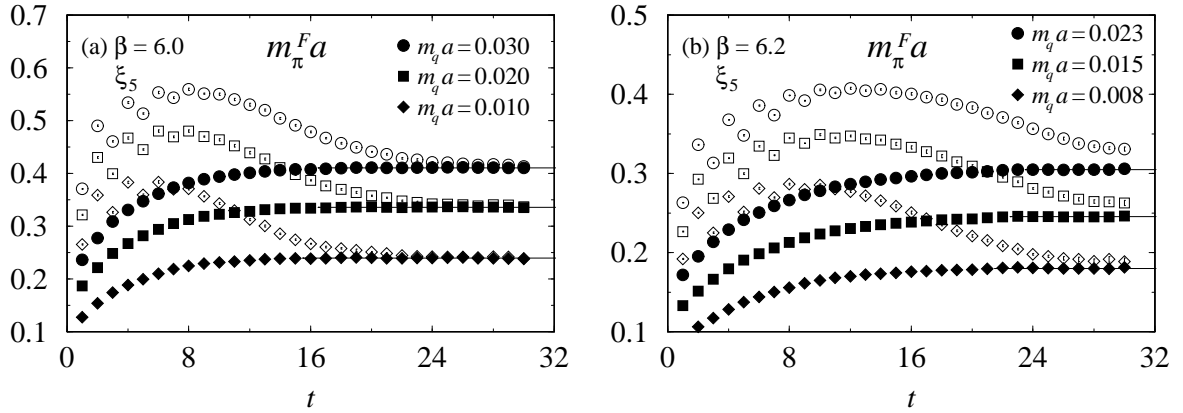 (a) β = 6.0
ξ₅
m_π^F a
m_q a = 0.030
m_q a = 0.020
m_q a = 0.010
0.7
0.6
0.5
0.4
0.3
0.2
0.1
0 8 16 24 32
t
(b) β = 6.2
ξ₅
m_π^F a
m_q a = 0.023
m_q a = 0.015
m_q a = 0.008
0.5
0.4
0.3
0.2
0.1
0 8 16 24 32
t